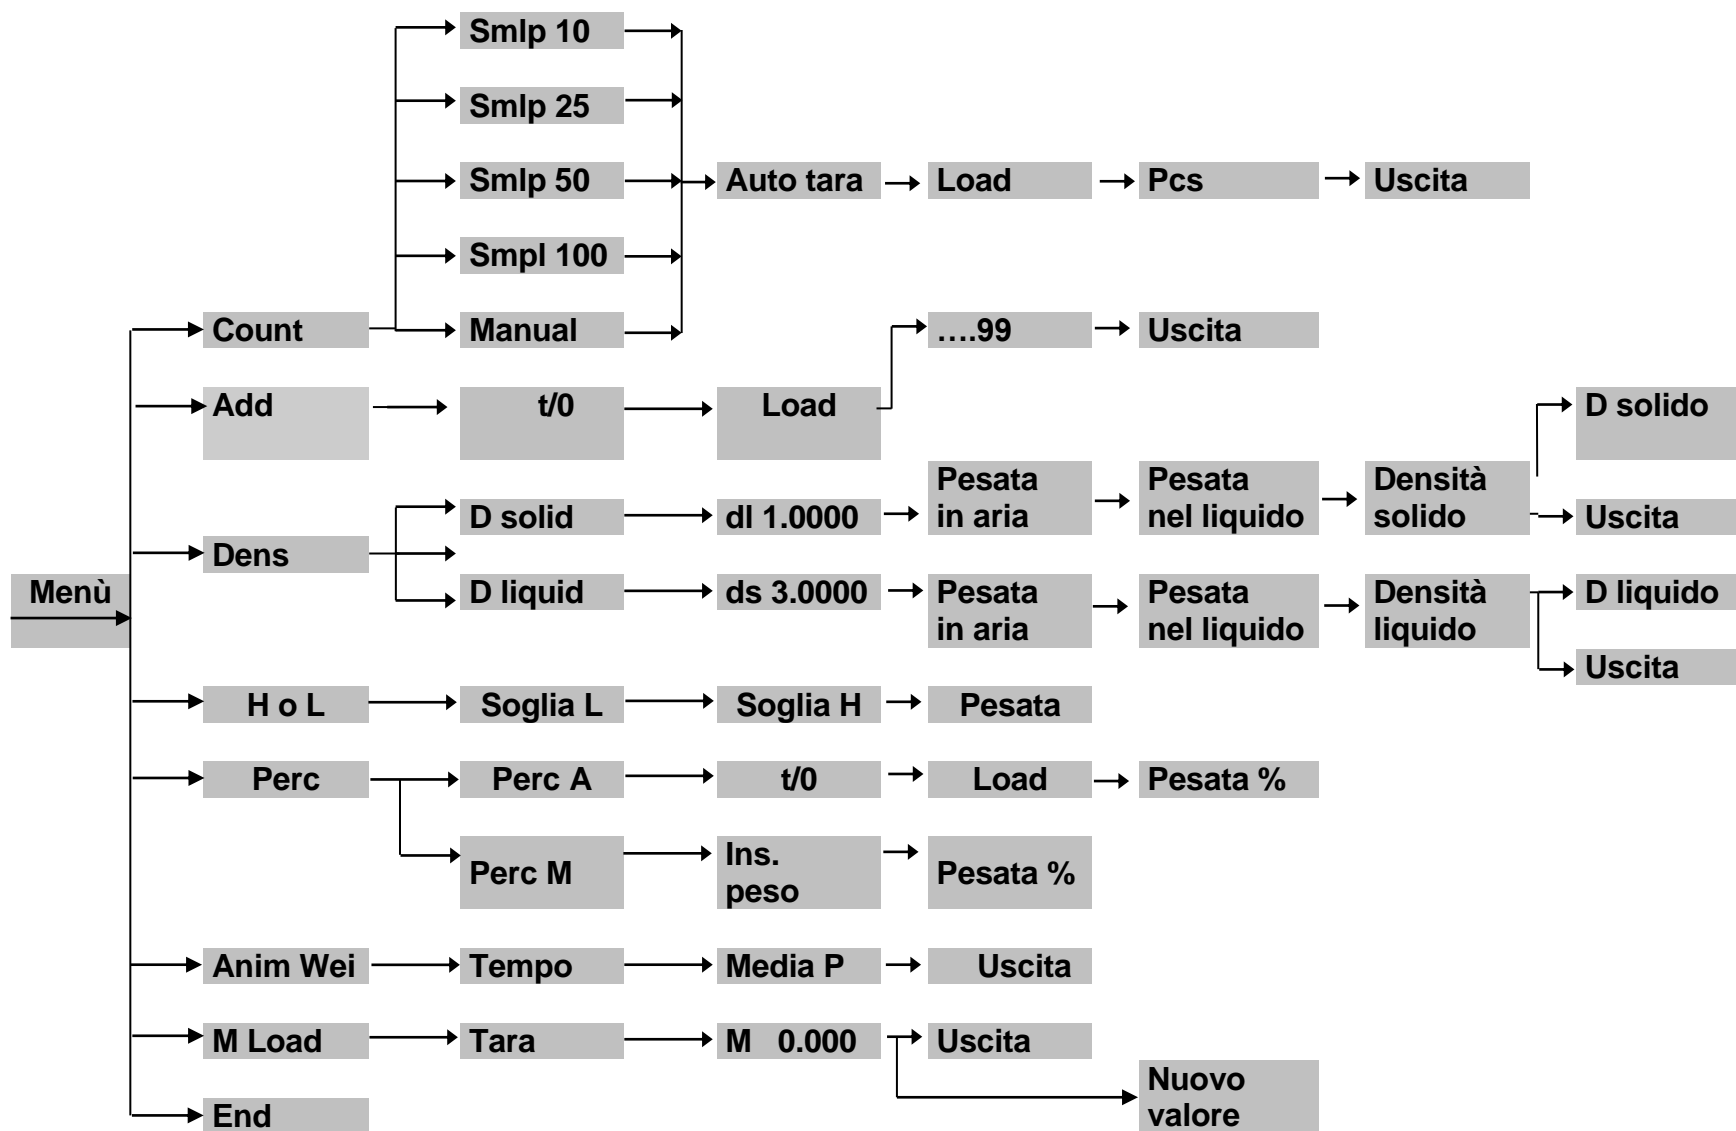 Smlp 10
Smlp 25
Smlp 50
Auto tara
Load
Pcs
Uscita
Smpl 100
Count
Manual
….99
Uscita
Add
t/0
Load
D solido
Pesata
in aria
Pesata
nel liquido
Densità
solido
D solid
dl 1.0000
Uscita
Dens
Menù
D liquid
ds 3.0000
Pesata
in aria
Pesata
nel liquido
Densità
liquido
D liquido
Uscita
H o L
Soglia L
Soglia H
Pesata
Perc
Perc A
t/0
Load
Pesata %
Perc M
Ins.
peso
Pesata %
Anim Wei
Tempo
Media P
Uscita
M Load
Tara
M 0.000
Uscita
Nuovo
valore
End